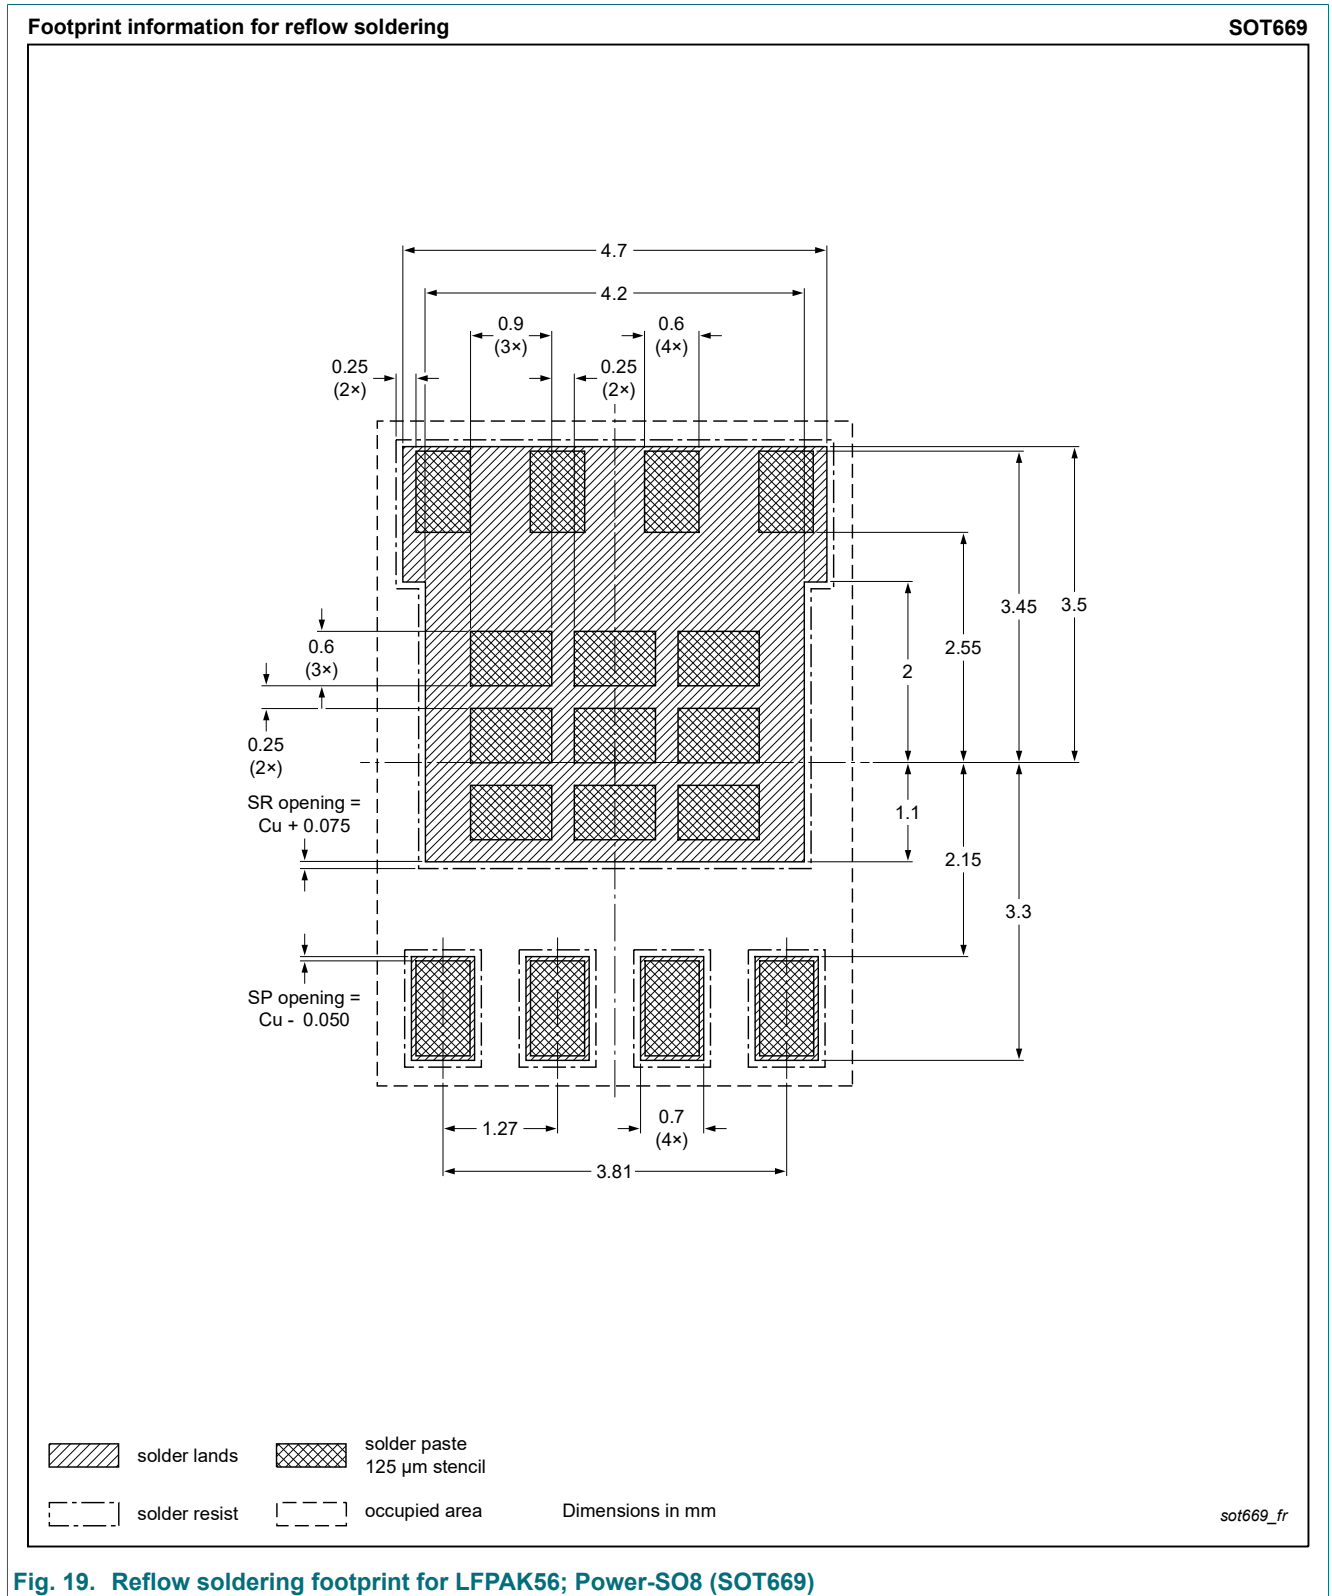 Footprint information for reflow soldering
SOT669
4.7
4.2
0.9
(3×)
0.6
(4×)
0.25
(2×)
0.25
(2×)
0.6
(3×)
0.25
(2×)
2
2.55
3.45
3.5
SR opening =
Cu + 0.075
1.1
2.15
3.3
SP opening =
Cu - 0.050
1.27
0.7
(4×)
3.81
solder lands
solder paste
125 µm stencil
solder resist
occupied area
Dimensions in mm
sot669_fr
Fig. 19. Reflow soldering footprint for LFPAK56; Power-SO8 (SOT669)